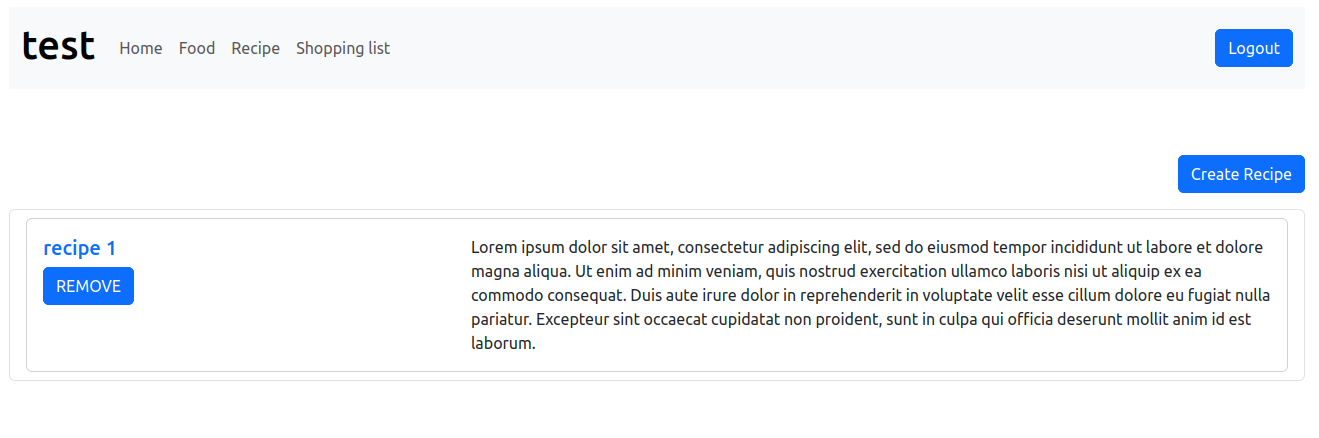 test Home Food Recipe Shopping list Logout
Create Recipe
recipe 1
REMOVE
Lorem ipsum dolor sit amet, consectetur adipiscing elit, sed do eiusmod tempor incididunt ut labore et dolore
magna aliqua. Ut enim ad minim veniam, quis nostrud exercitation ullamco laboris nisi ut aliquip ex ea
commodo consequat. Duis aute irure dolor in reprehenderit in voluptate velit esse cillum dolore eu fugiat nulla
pariatur. Excepteur sint occaecat cupidatat non proident, sunt in culpa qui officia deserunt mollit anim id est
laborum.